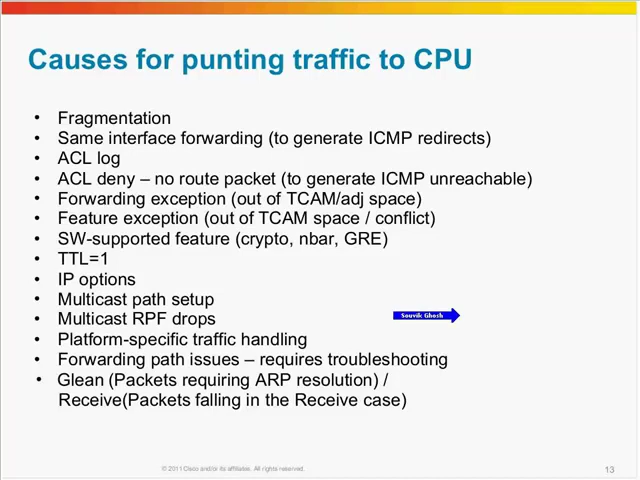 Causes for punting traffic to CPU
• Fragmentation
• Same interface forwarding (to generate ICMP redirects)
• ACL log
• ACL deny – no route packet (to generate ICMP unreachable)
• Forwarding exception (out of TCAM/adj space)
• Feature exception (out of TCAM space / conflict)
• SW-supported feature (crypto, nbar, GRE)
• TTL=1
• IP options
• Multicast path setup
Souvik Ghosh
• Multicast RPF drops
• Platform-specific traffic handling
• Forwarding path issues – requires troubleshooting
• Glean (Packets requiring ARP resolution) /
Receive(Packets falling in the Receive case)
© 2011 Cisco and/or its affiliates. All rights reserved.
13